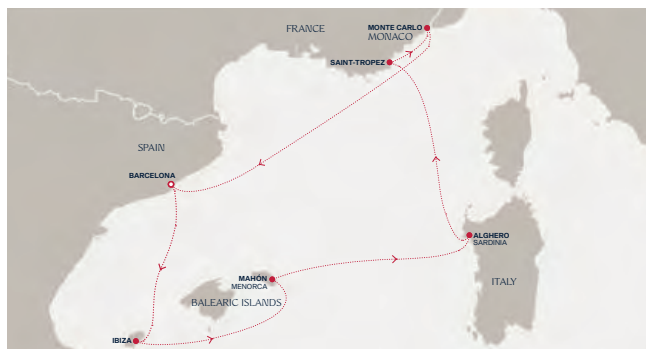 FRANCE
MONTE CARLO
MONACO
SAINT-TROPEZ
SPAIN
BARCELONA
ALGHERO
SARDINIA
MAHÓN
MENORCA
ITALY
BALEARIC ISLANDS
IBIZA